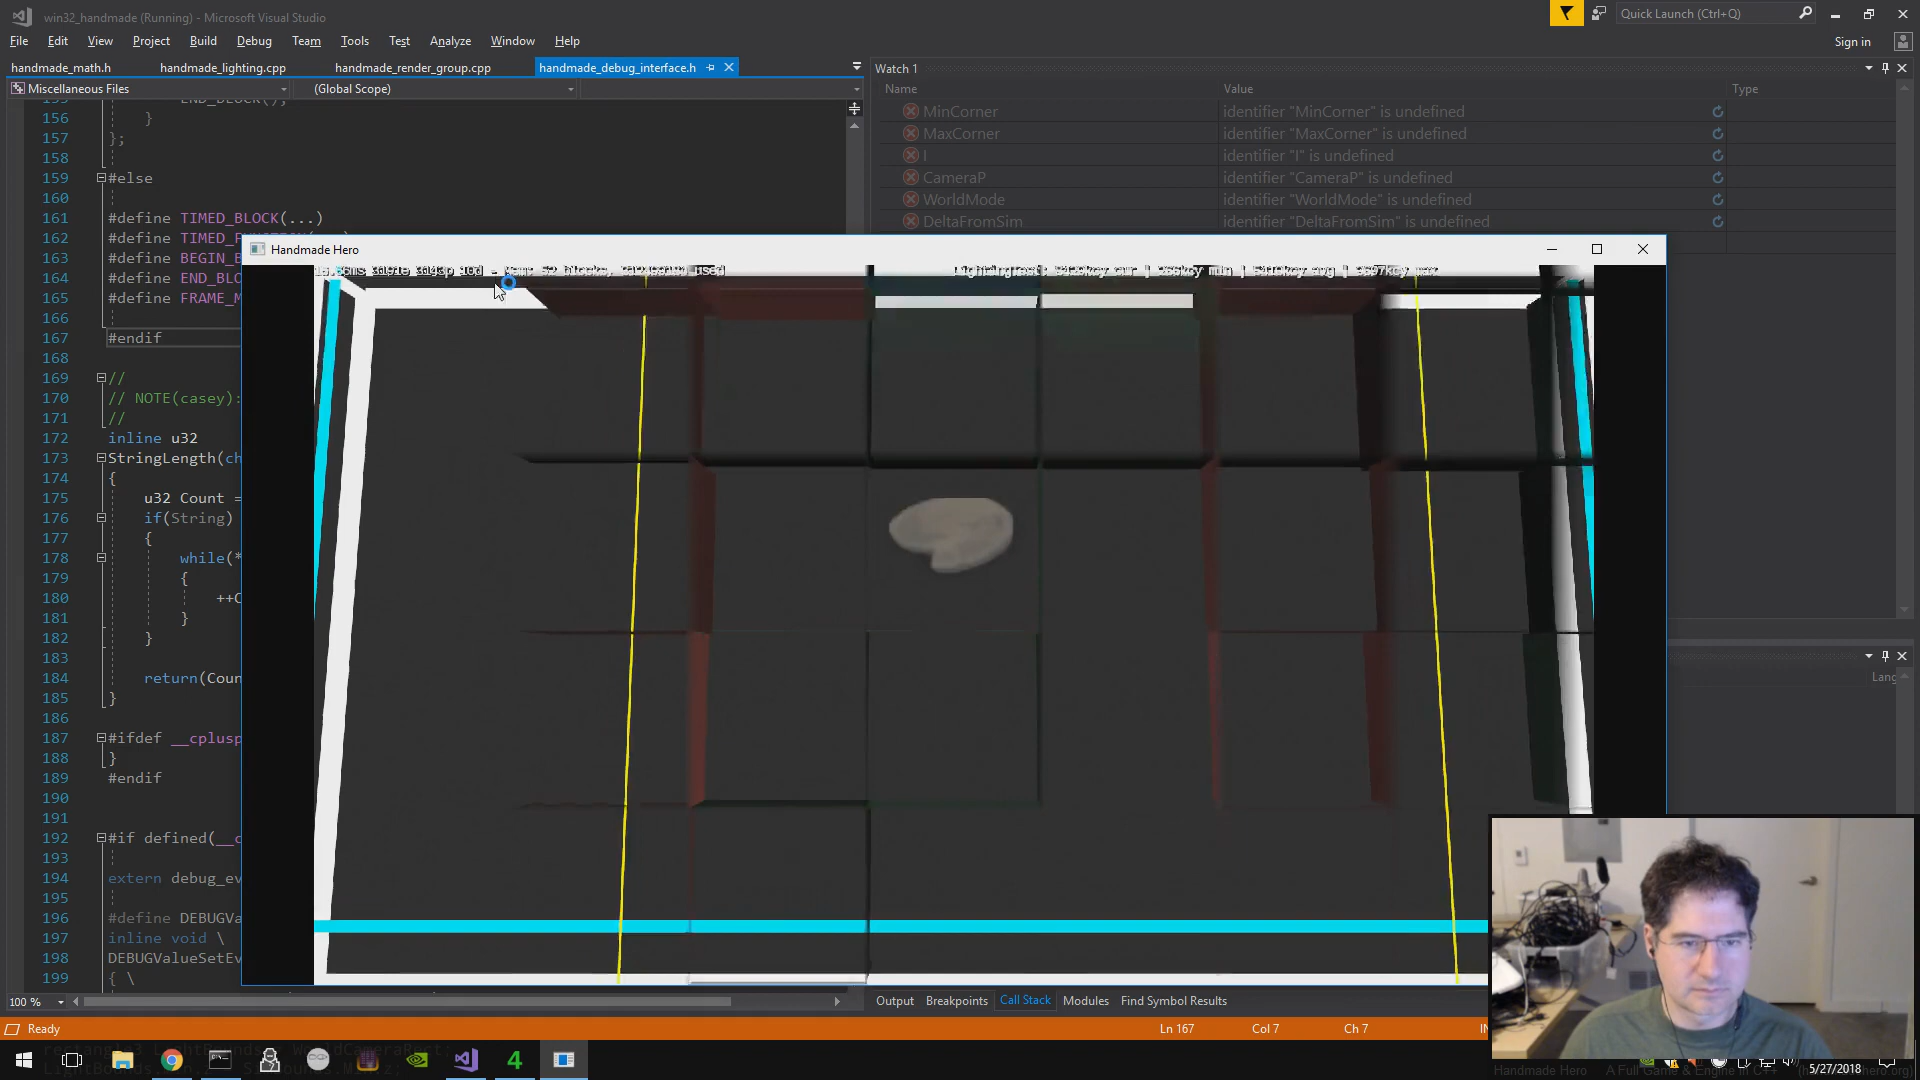 win32_handmade (Running) - Microsoft Visual Studio
Quick Launch (Ctrl+Q)
File Edit View Project Build Debug Team Tools Test Analyze Window Help
Sign in
handmade_math.h handmade_lighting.cpp handmade_render_group.cpp handmade_debug_interface.h
Watch 1
Miscellaneous Files (Global Scope)
Name Value Type
END_BLOCK();
MinCorner identifier "MinCorner" is undefined
156 }
MaxCorner identifier "MaxCorner" is undefined
157 };
I identifier "I" is undefined
158
CameraP identifier "CameraP" is undefined
159 #else
WorldMode identifier "WorldMode" is undefined
160
DeltaFromSim identifier "DeltaFromSim" is undefined
161 #define TIMED_BLOCK(...)
162 #define TIMED_F
Handmade Hero
163 #define BEGIN_B
164 #define END_BLO
165 #define FRAME_M
166
167 #endif
168
169 //
170 // NOTE(casey):
171 //
172 inline u32
173 StringLength(ch
174 {
175 u32 Count =
176 if(String)
177 {
178 while(*
179 {
180 ++C
181 }
182 }
183
184 return(Coun
185 }
186
187 #ifdef __cplusp
188 }
189 #endif
190
191
192 #if defined(__c
193
194 extern debug_ev
195
196 #define DEBUGVa
197 inline void \
198 DEBUGValueSetEv
199 { \
Lang
100 %
Output Breakpoints Call Stack Modules Find Symbol Results
Ready Ln 167 Col 7 Ch 7 IN
4
5/27/2018